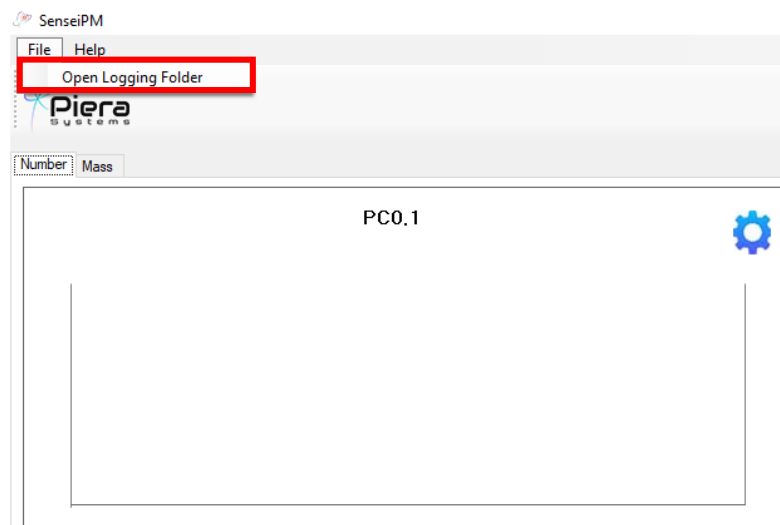 SenseiPM
File Help
Open Logging Folder
Piera
Systems
Number Mass
PC0.1